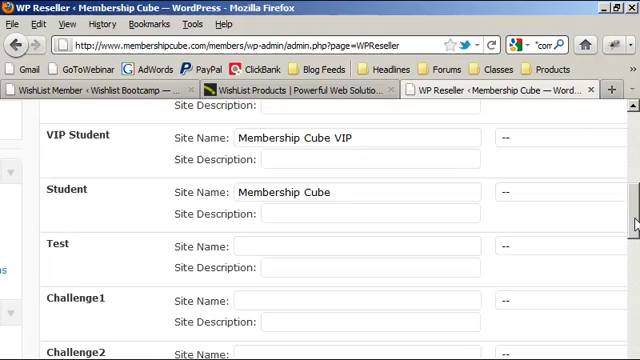 WP Reseller ‹ Membership Cube — WordPress - Mozilla Firefox
File Edit View History Bookmarks Tools Help
http://www.membershipcube.com/members/wp-admin/admin.php?page=WPReseller "con
Gmail GoToWebinar AdWords PayPal ClickBank Blog Feeds Headlines Forums Classes Products
WishList Member ‹ Wishlist Bootcamp — ... WishList Products | Powerful Web Solutio... WP Reseller ‹ Membership Cube — Word...
Site Description:
VIP Student Site Name: Membership Cube VIP --
Site Description:
Student Site Name: Membership Cube --
Site Description:
Test Site Name: --
Site Description:
Challenge1 Site Name: --
Site Description:
Challenge2 Site Name: --